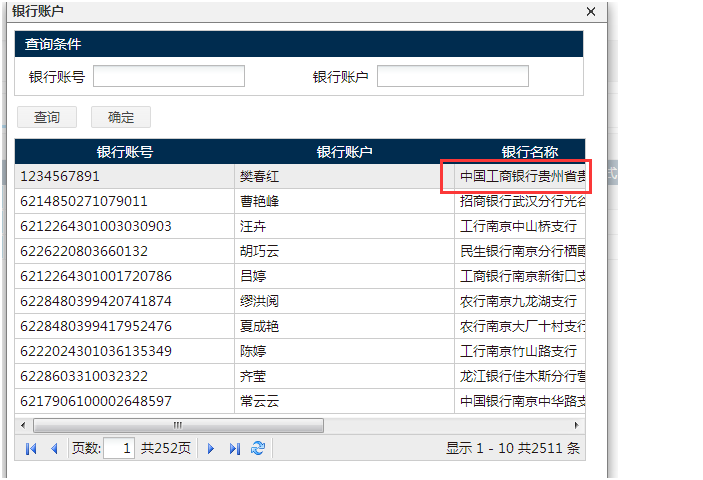 银行账户
查询条件
银行账号 银行账户
查询 确定
银行账号 银行账户 银行名称
1234567891 樊春红 中国工商银行贵州省贵
6214850271079011 曹艳峰 招商银行武汉分行光谷
6212264301003030903 汪卉 工行南京中山桥支行
6226220803660132 胡巧云 民生银行南京分行栖霞
6212264301001720786 吕婷 工商银行南京新街口支
6228480399420741874 缪洪阅 农行南京九龙湖支行
6228480399417952476 夏成艳 农行南京大厂十村支行
6222024301036135349 陈婷 工行南京竹山路支行
6228603310032322 齐莹 龙江银行佳木斯分行营
6217906100002648597 常云云 中国银行南京中华路支
页数: 1 共252页 显示 1 - 10 共2511 条
式